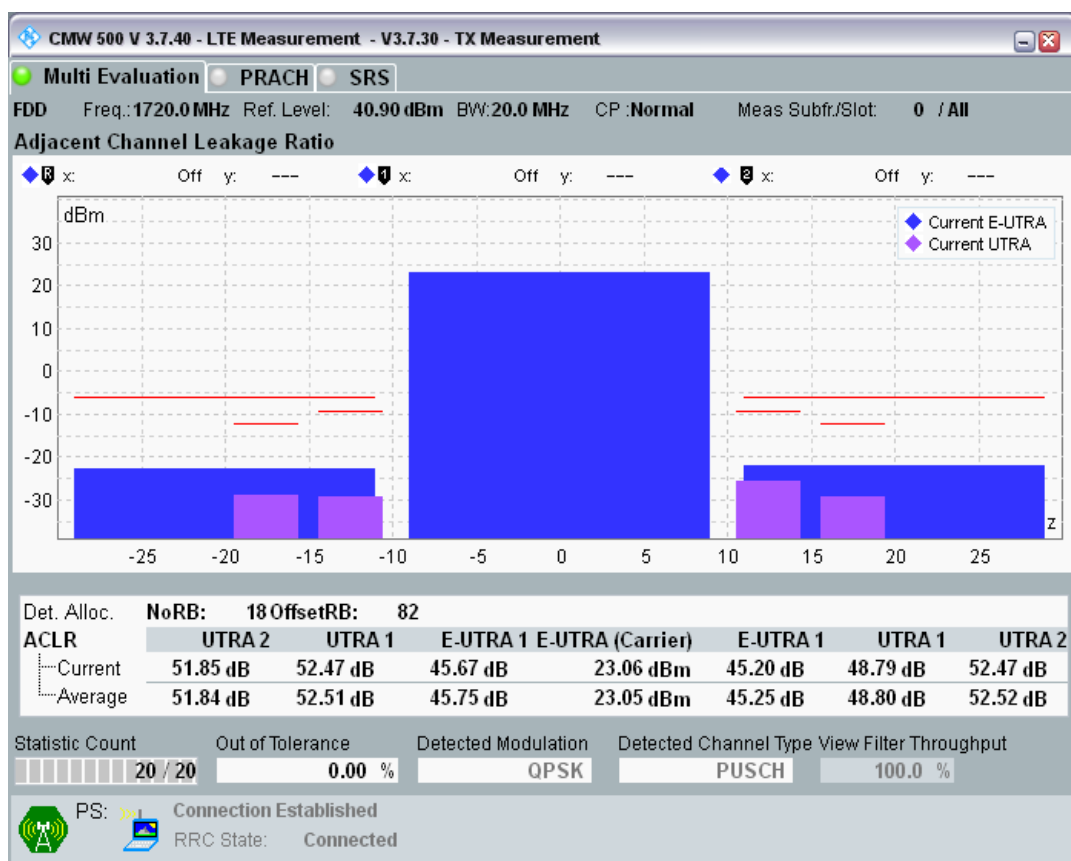 CMW 500 V 3.7.40 - LTE Measurement - V3.7.30 - TX Measurement
Multi Evaluation PRACH SRS
FDD Freq.: 1720.0 MHz Ref. Level: 40.90 dBm BW: 20.0 MHz CP : Normal Meas Subfr./Slot: 0 / All
Adjacent Channel Leakage Ratio
R x: Off y: --- 1 x: Off y: --- 2 x: Off y: ---
dBm
Current E-UTRA
Current UTRA
30
20
10
0
-10
-20
-30
z
-25 -20 -15 -10 -5 0 5 10 15 20 25
Det. Alloc. NoRB: 18 OffsetRB: 82
ACLR UTRA 2 UTRA 1 E-UTRA 1 E-UTRA (Carrier) E-UTRA 1 UTRA 1 UTRA 2
Current 51.85 dB 52.47 dB 45.67 dB 23.06 dBm 45.20 dB 48.79 dB 52.47 dB
Average 51.84 dB 52.51 dB 45.75 dB 23.05 dBm 45.25 dB 48.80 dB 52.52 dB
Statistic Count Out of Tolerance Detected Modulation Detected Channel Type View Filter Throughput
20 / 20 0.00 % QPSK PUSCH 100.0 %
PS: Connection Established
RRC State: Connected